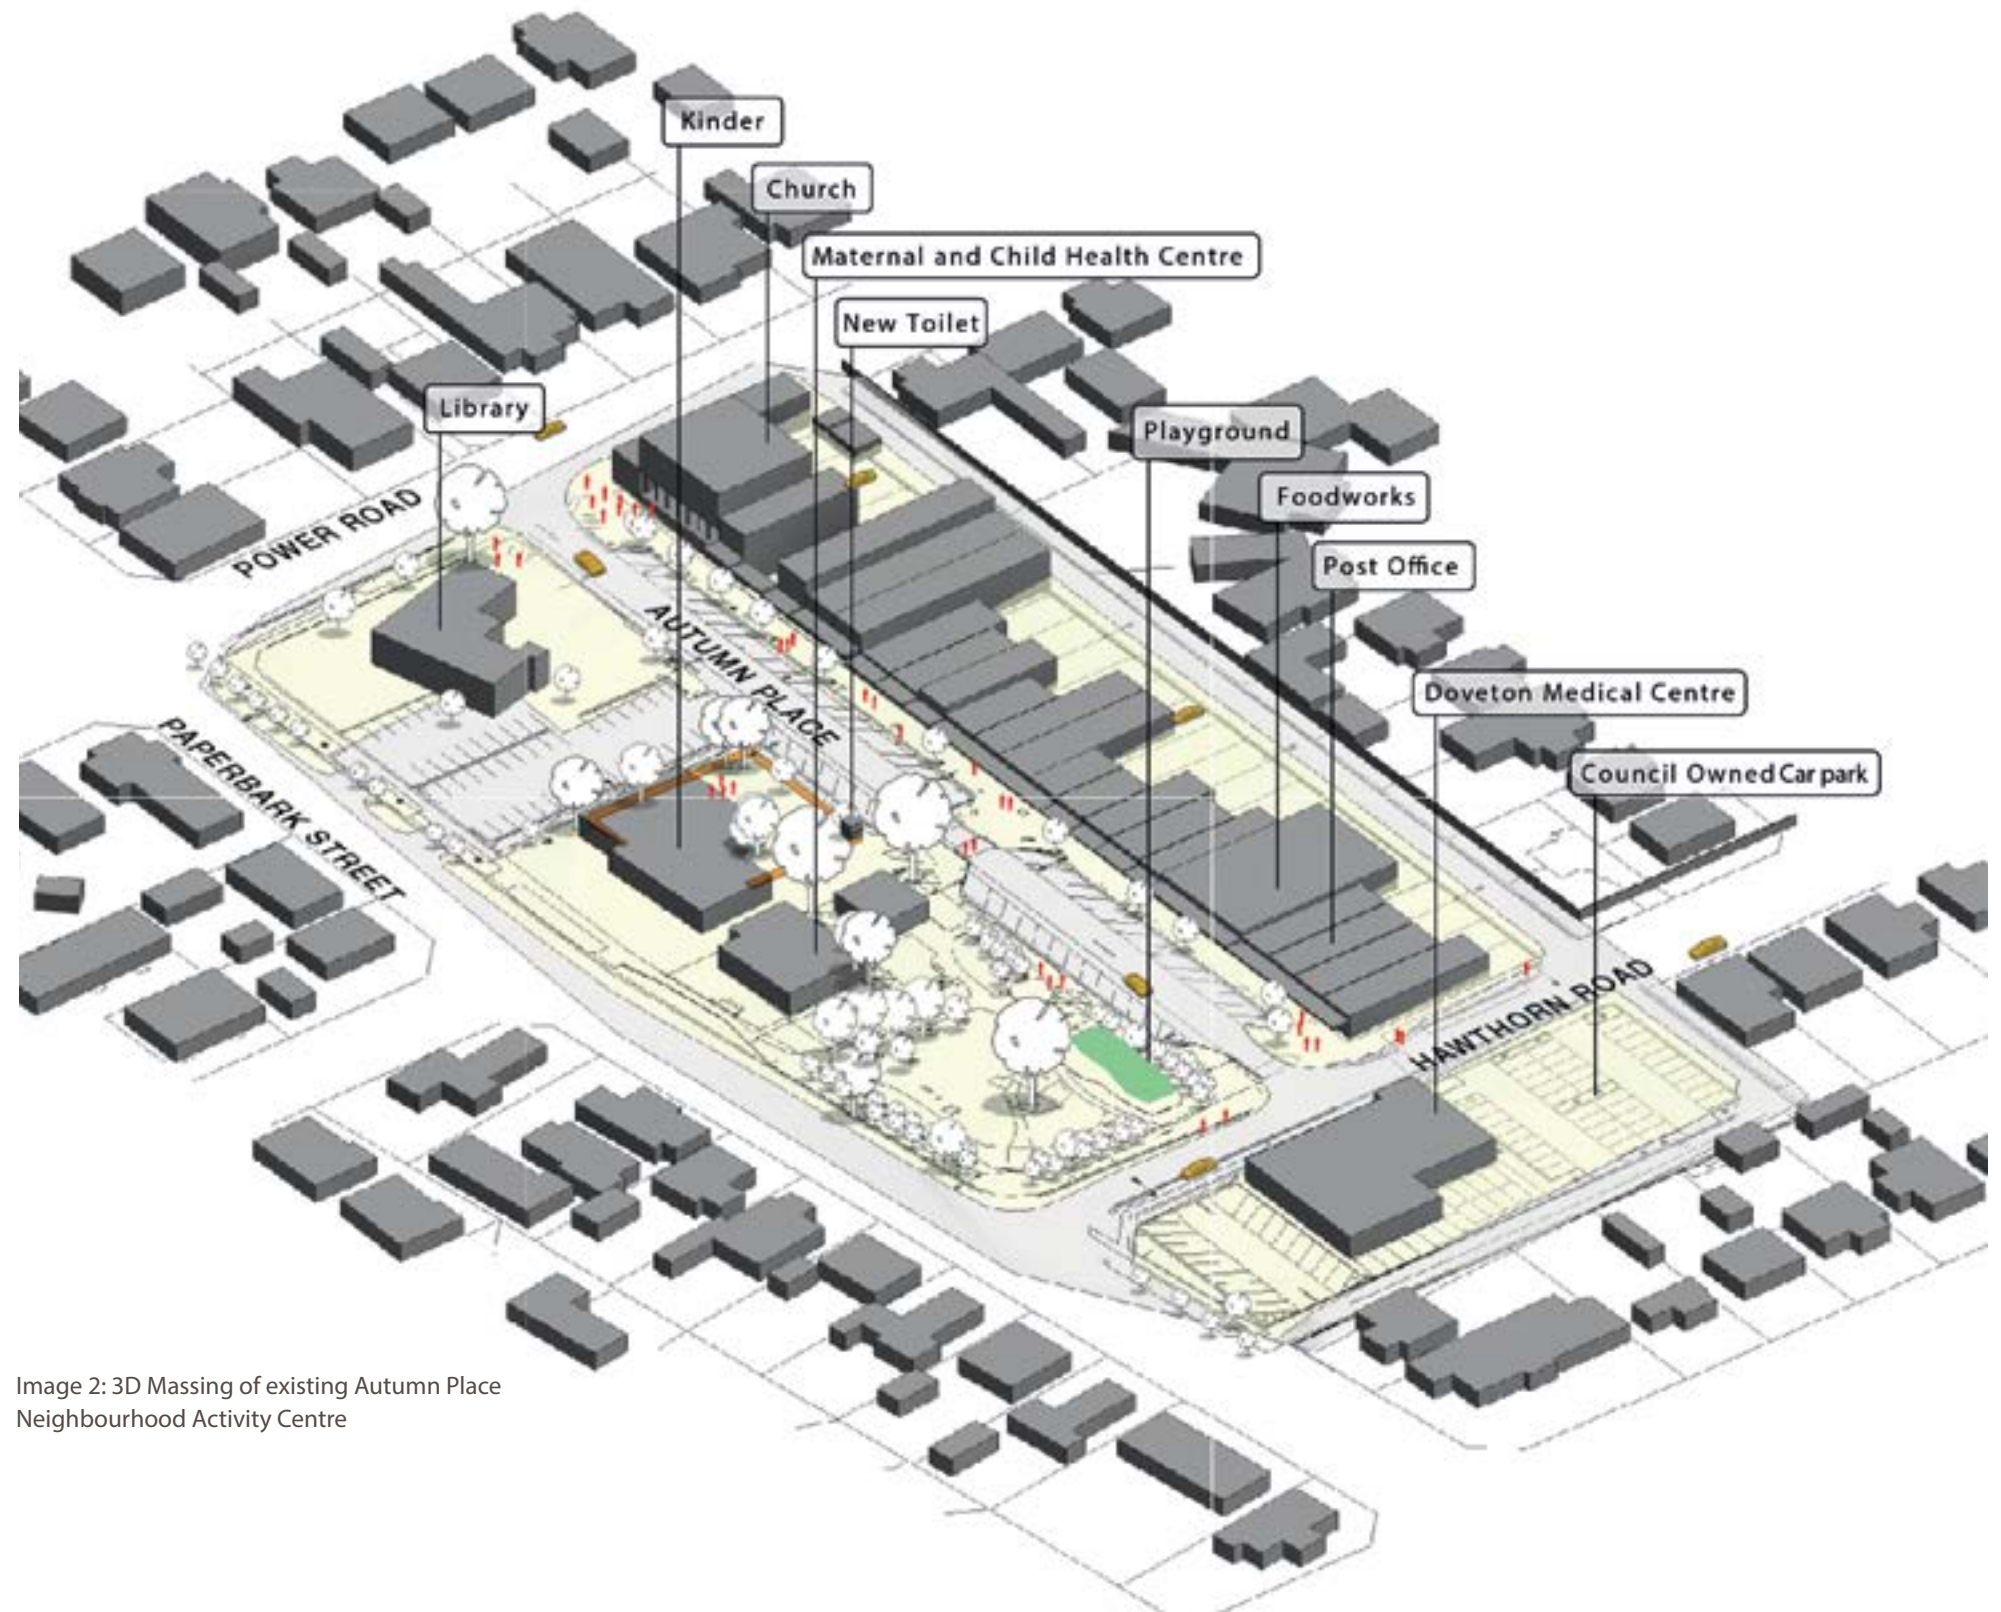 Kinder
Church
Maternal and Child Health Centre
New Toilet
Library
Playground
Foodworks
Post Office
POWER ROAD
AUTUMN PLACE
Doveton Medical Centre
PAPERBARK STREET
Council Owned Car park
HAWTHORN ROAD
Image 2: 3D Massing of existing Autumn Place
Neighbourhood Activity Centre